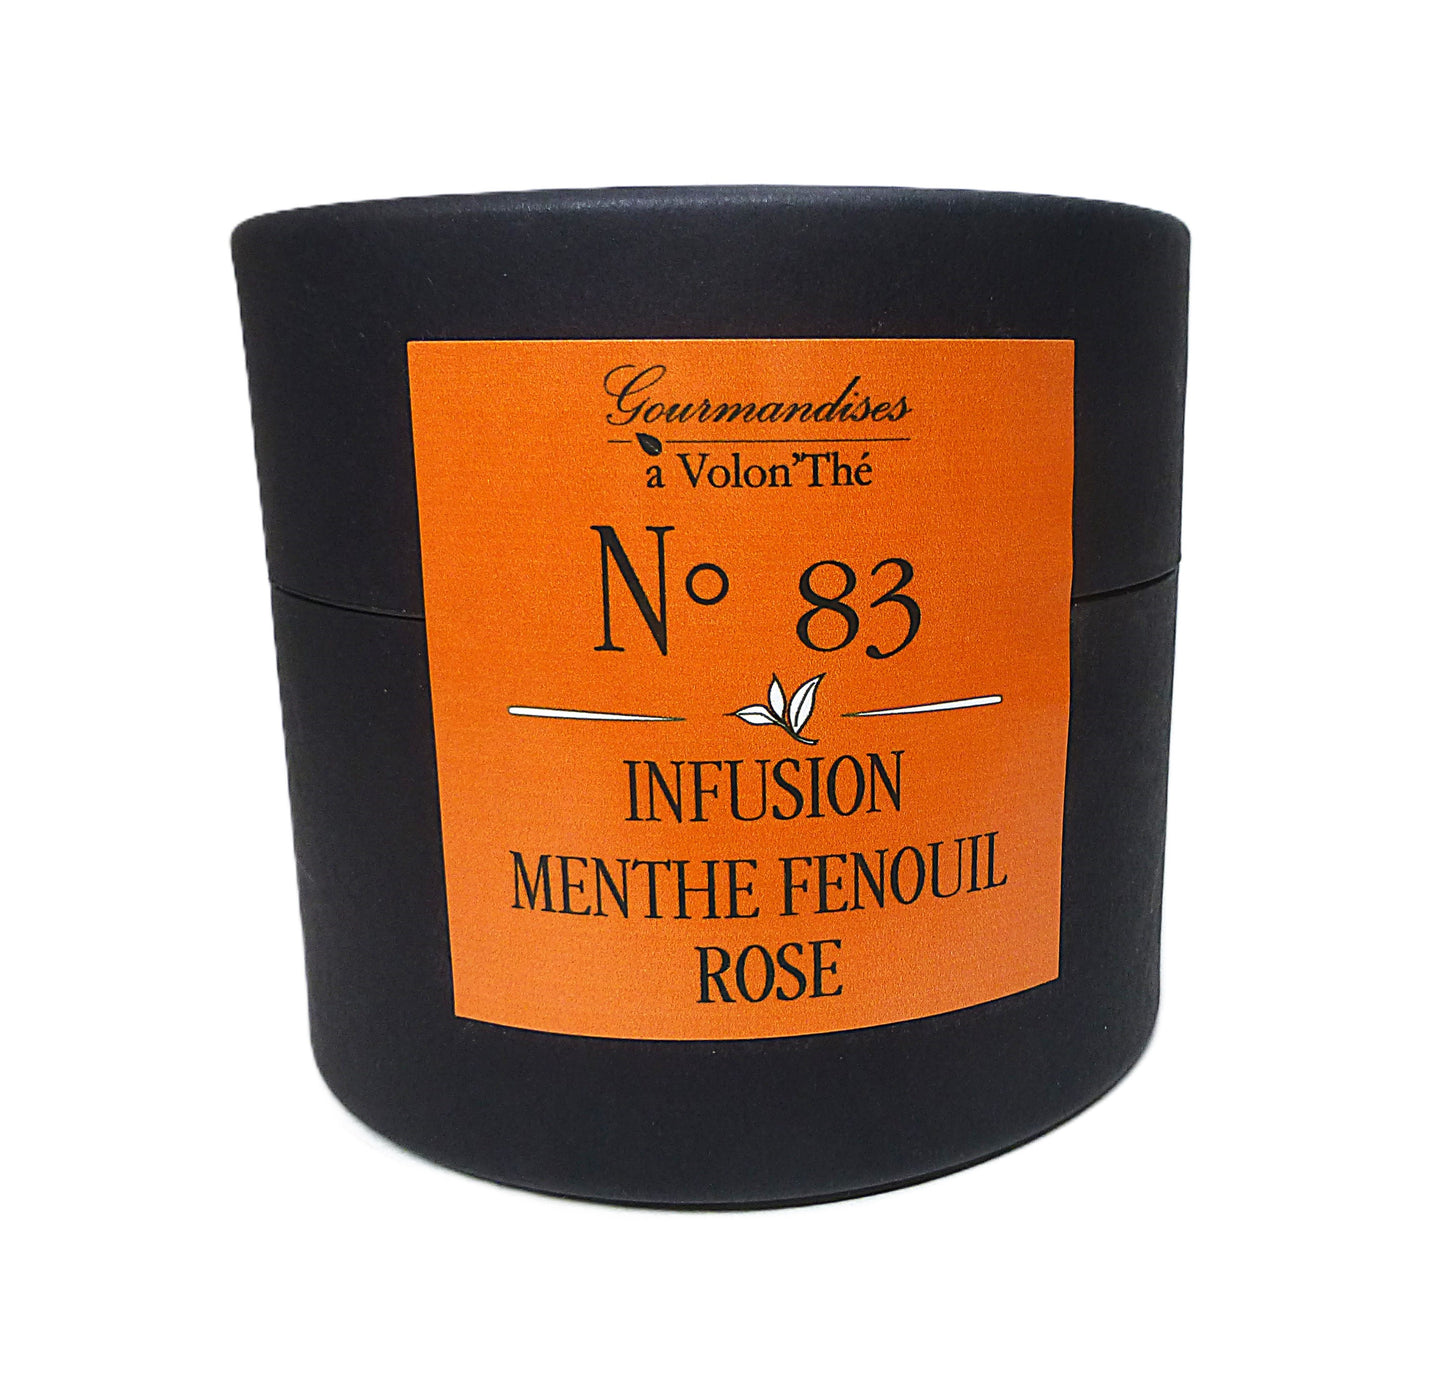 Gourmandises
à Volon'Thé
N° 83
INFUSION
MENTHE FENOUIL
ROSE